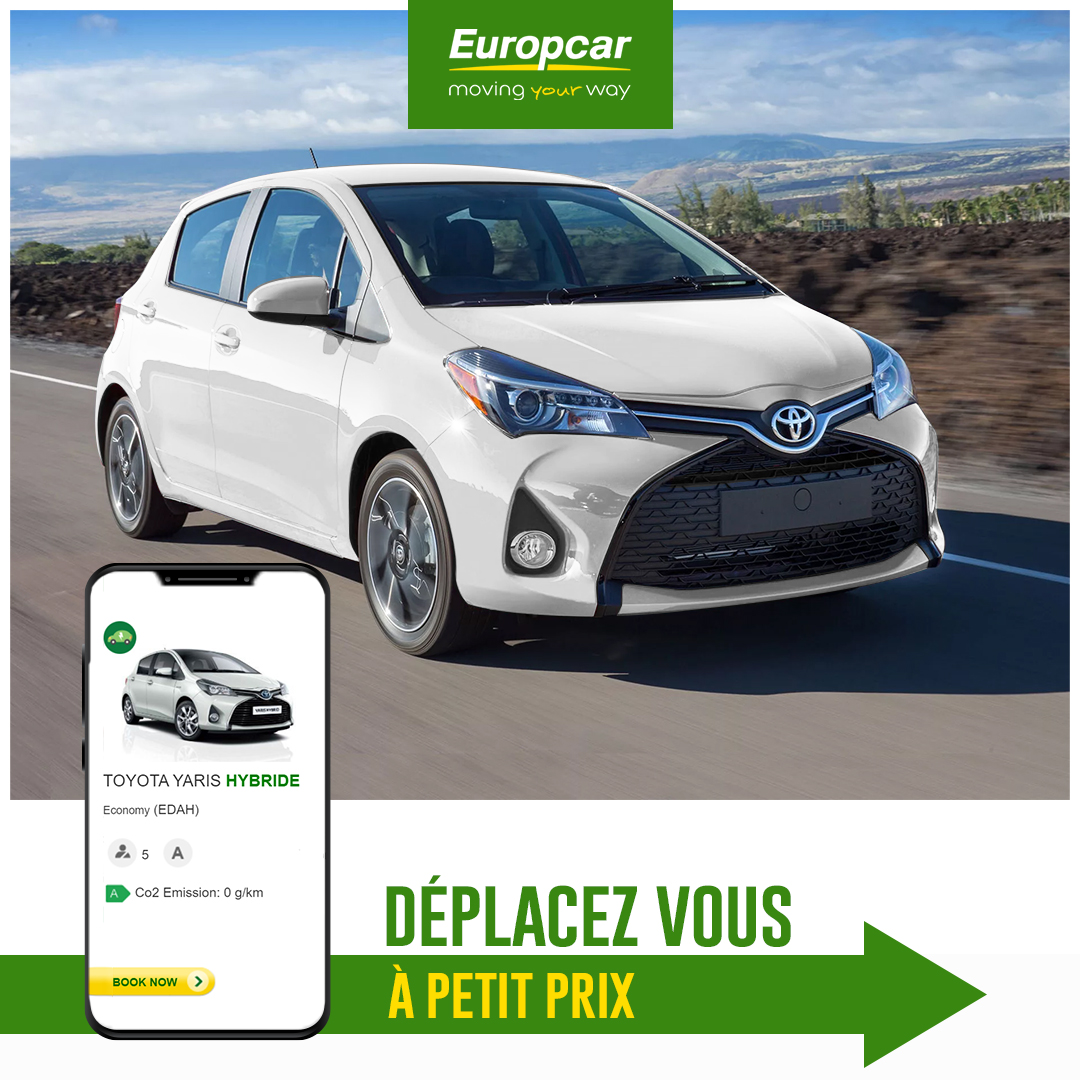 Europcar
moving your way
TOYOTA YARIS HYBRIDE
Economy (EDAH)
5 A
A Co2 Emission: 0 g/km
BOOK NOW
DÉPLACEZ VOUS
À PETIT PRIX